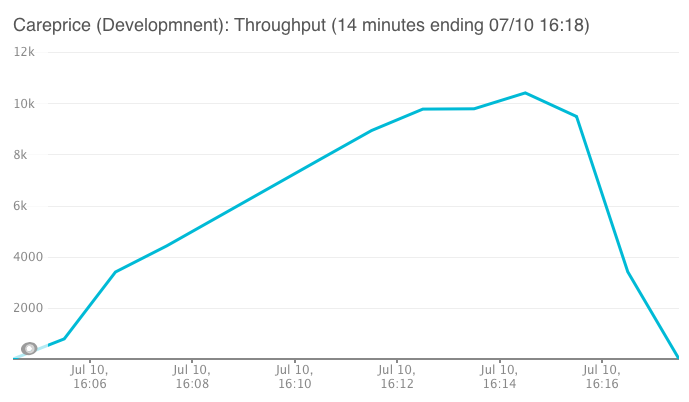 Careprice (Developmnent): Throughput (14 minutes ending 07/10 16:18)
12k
10k
8k
6k
4000
2000
Jul 10,
16:06
Jul 10,
16:08
Jul 10,
16:10
Jul 10,
16:12
Jul 10,
16:14
Jul 10,
16:16